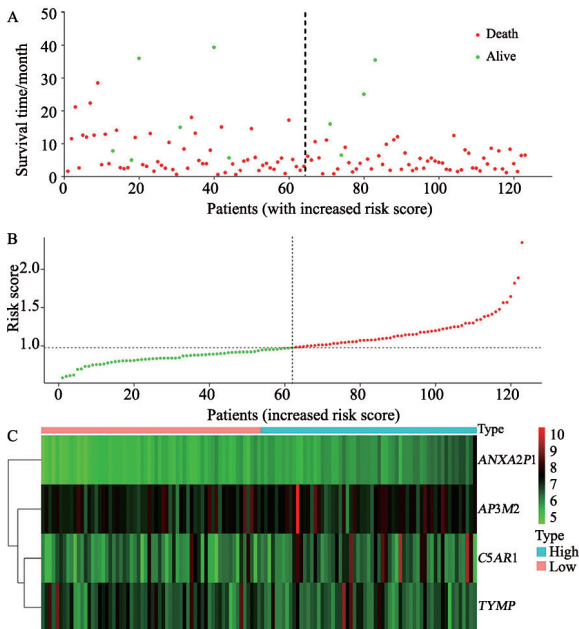 A
Survival time/month
50
40
30
20
10
0
Death
Alive
0 20 40 60 80 100 120
Patients (with increased risk score)
B
Risk score
2.0
1.5
1.0
0 20 40 60 80 100 120
Patients (increased risk score)
C
Type
ANXA2P1
AP3M2
C5AR1
TYMP
10
9
8
7
6
5
Type
High
Low